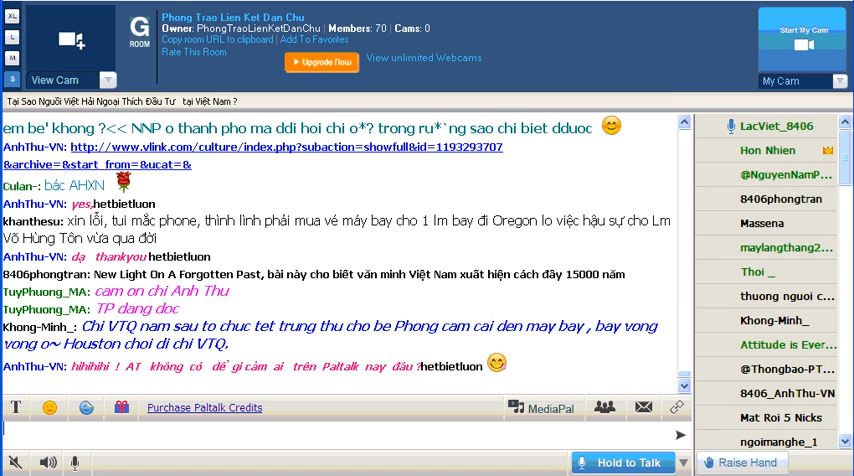 XL
L
M
S
View Cam
G
ROOM
Phong Trao Lien Ket Dan Chu
Owner: PhongTraoLienKetDanChu | Members: 70 | Cams: 0
Copy room URL to clipboard | Add To Favorites
Rate This Room
Upgrade Now
View unlimited Webcams
Start My Cam
My Cam
Tại Sao Người Việt Hải Ngoại Thích Đầu Tư tại Việt Nam ?
em be' khong ?<< NNP o thanh pho ma ddi hoi chi o*? trong ru*`ng sao chi biet dduoc
AnhThu-VN: http://www.vlink.com/culture/index.php?subaction=showfull&id=1193293707
&archive=&start_from=&ucat=&
Culan-: bác AHXN
AnhThu-VN: yes,hetbietluon
khanthesu: xin lỗi, tui mắc phone, thình lình phải mua vé máy bay cho 1 lm bay đi Oregon lo việc hậu sự cho Lm
Võ Hùng Tôn vừa qua đời
AnhThu-VN: dạ thankyou hetbietluon
8406phongtran: New Light On A Forgotten Past, bài này cho biết văn minh Việt Nam xuất hiện cách đây 15000 năm
TuyPhuong_MA: cam on chi Anh Thu
TuyPhuong_MA: TP dang doc
Khong-Minh_: Chi VTQ nam sau to chuc tet trung thu cho be Phong cam cai den may bay , bay vong
vong o~ Houston choi di chi VTQ.
AnhThu-VN: hihihihi ! AT không có dể gì cảm ai trên Paltalk nay đâu ?hetbietluon
T
Purchase Paltalk Credits
MediaPal
Hold to Talk
LacViet_8406
Hon Nhien
@NguyenNamP...
8406phongtran
Massena
maylangthang2...
Thoi _
thuong nguoi c...
Khong-Minh_
Attitude is Ever...
@Thongbao-PT...
8406_AnhThu-VN
Mat Roi 5 Nicks
ngoimanghe_1
Raise Hand